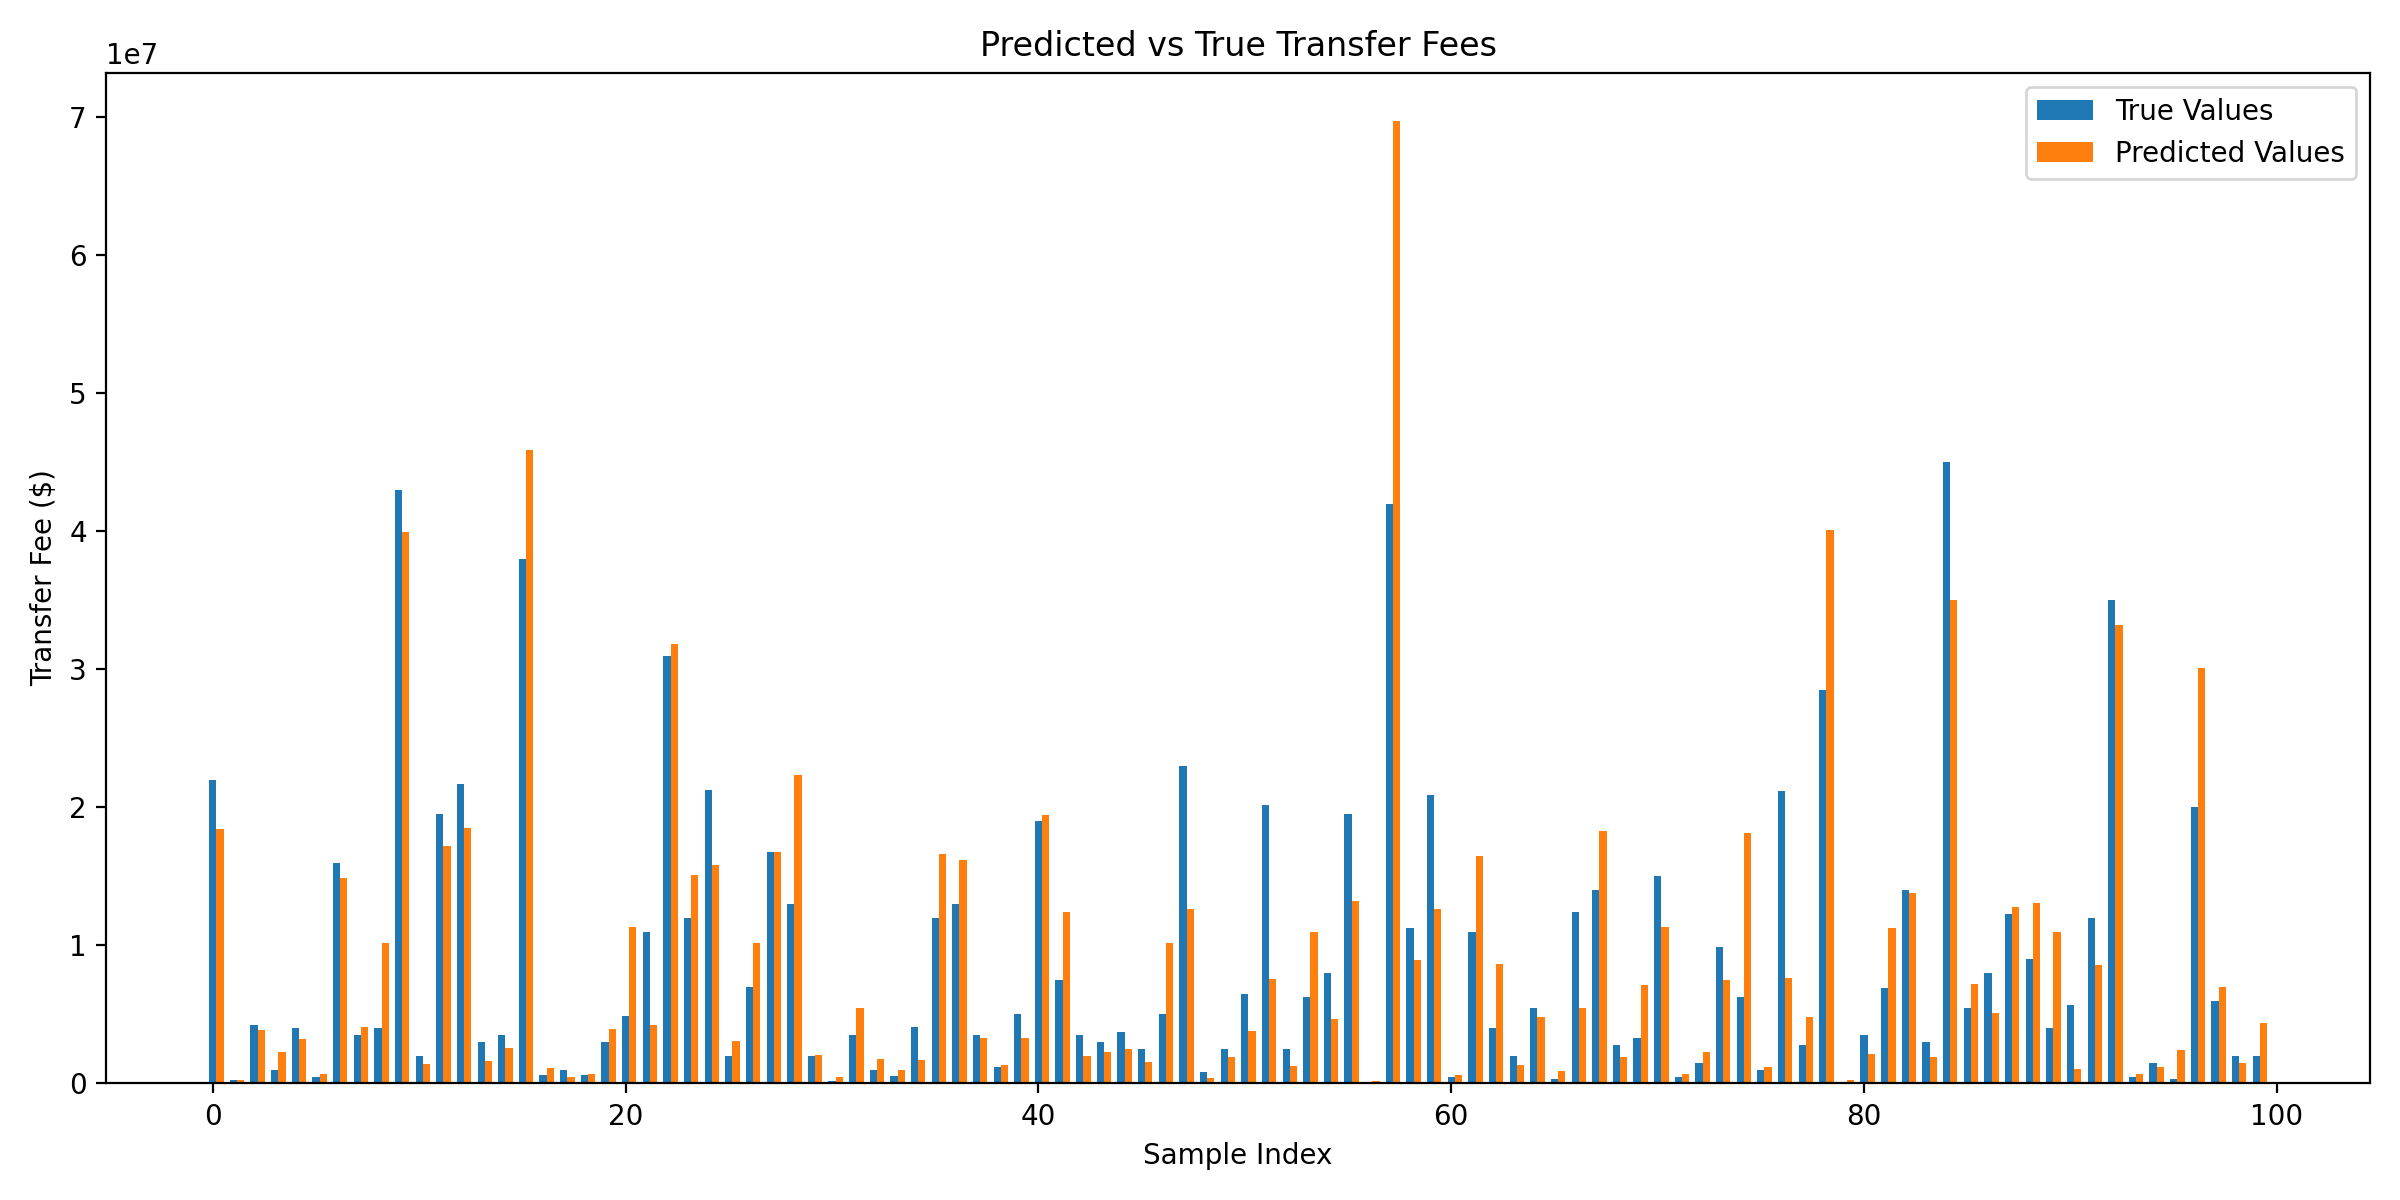 Predicted vs True Transfer Fees
1e7
True Values
Predicted Values
7
6
5
4
3
2
1
0
Transfer Fee ($)
0 20 40 60 80 100
Sample Index